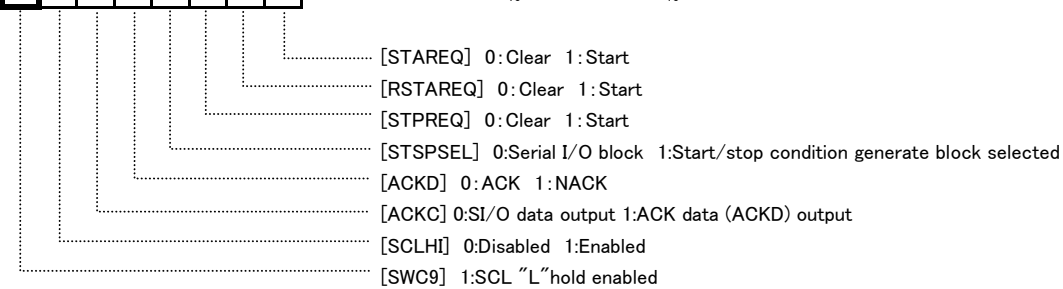 [STAREQ] 0:Clear 1:Start
[RSTAREQ] 0:Clear 1:Start
[STPREQ] 0:Clear 1:Start
[STSPSEL] 0:Serial I/O block 1:Start/stop condition generate block selected
[ACKD] 0:ACK 1:NACK
[ACKC] 0:SI/O data output 1:ACK data (ACKD) output
[SCLHI] 0:Disabled 1:Enabled
[SWC9] 1:SCL "L"hold enabled